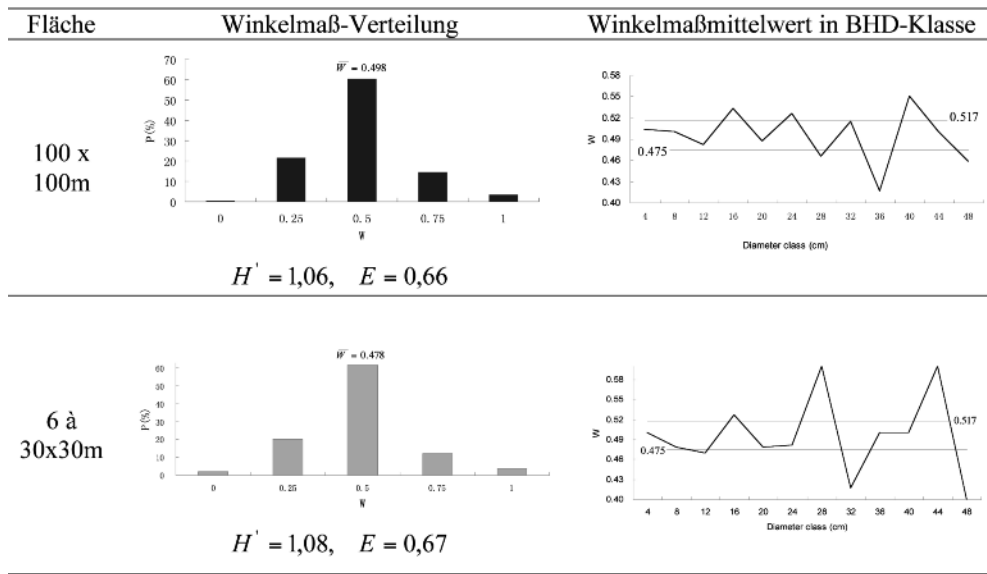 Fläche Winkelmaß-Verteilung Winkelmaßmittelwert in BHD-Klasse
100 x
100m
P(%)
70
60
50
40
30
20
10
0
W̅ = 0.498
0 0.25 0.5 0.75 1
W
H' = 1,06, E = 0,66
W
0.58
0.55
0.52
0.49
0.46
0.43
0.40
0.517
0.475
4 8 12 16 20 24 28 32 36 40 44 48
Diameter class (cm)
6 à
30x30m
P(%)
60
50
40
30
20
10
0
W̅ = 0.478
0 0.25 0.5 0.75 1
W
H' = 1,08, E = 0,67
W
0.58
0.55
0.52
0.49
0.46
0.43
0.40
0.517
0.475
4 8 12 16 20 24 28 32 36 40 44 48
Diameter class (cm)